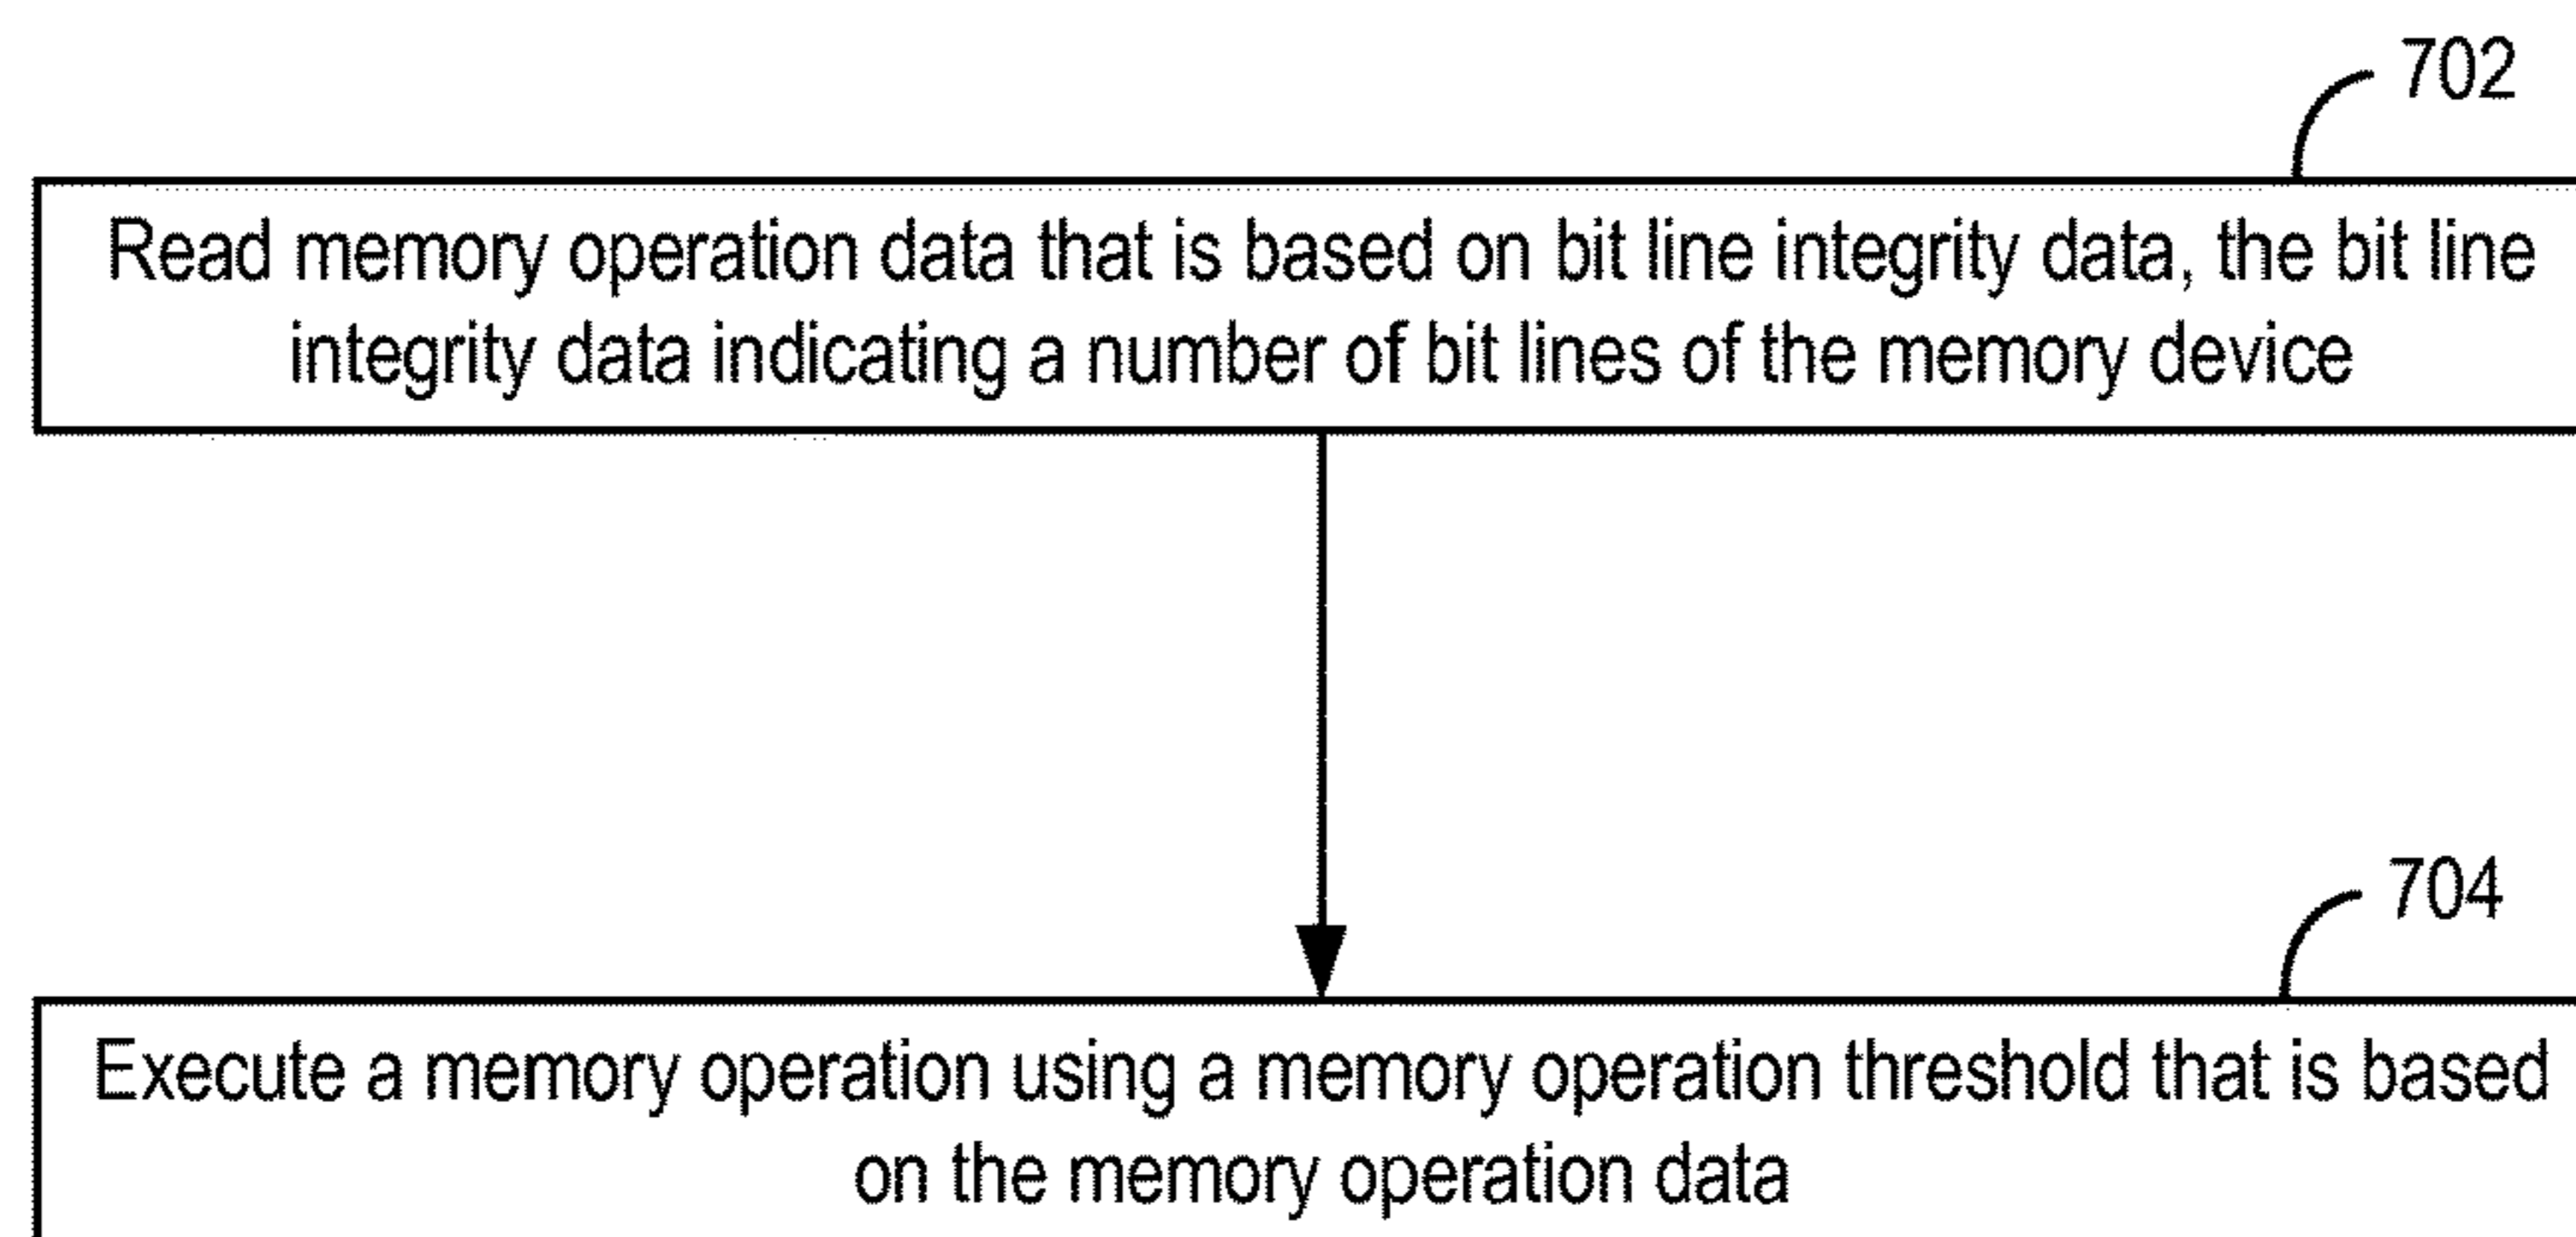 702
Read memory operation data that is based on bit line integrity data, the bit line
integrity data indicating a number of bit lines of the memory device
704
Execute a memory operation using a memory operation threshold that is based
on the memory operation data